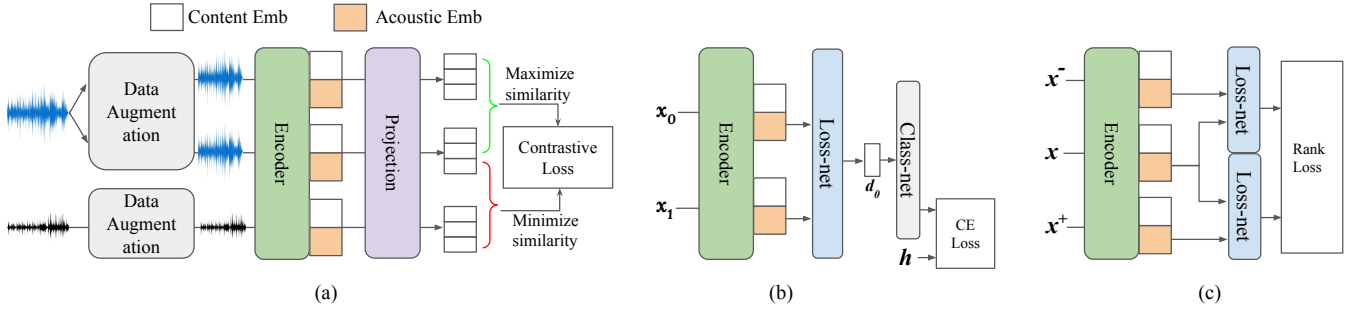 Content Emb
Acoustic Emb
Data
Augment
ation
Data
Augment
ation
Encoder
Projection
Maximize
similarity
Contrastive
Loss
Minimize
similarity
(a)
x0
x1
Encoder
Loss-net
d0
Class-net
h
CE
Loss
(b)
x-
x
x+
Encoder
Loss-net
Loss-net
Rank
Loss
(c)